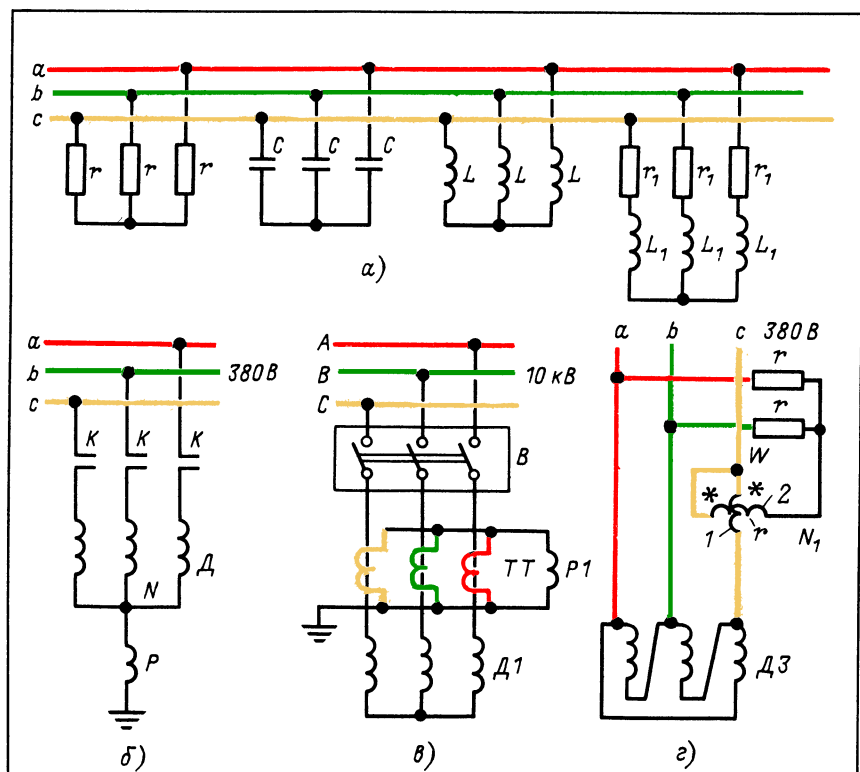 a
b
c
r r r
C C C
L L L
r₁ r₁ r₁
L₁ L₁ L₁
а)
a
b 380 В
c
К К К
Д
N
Р
б)
A
B 10 кВ
C
В
ТТ Р1
Д1
в)
a b c 380 В
r
r
W
* * 2
1 r N₁
Д3
г)